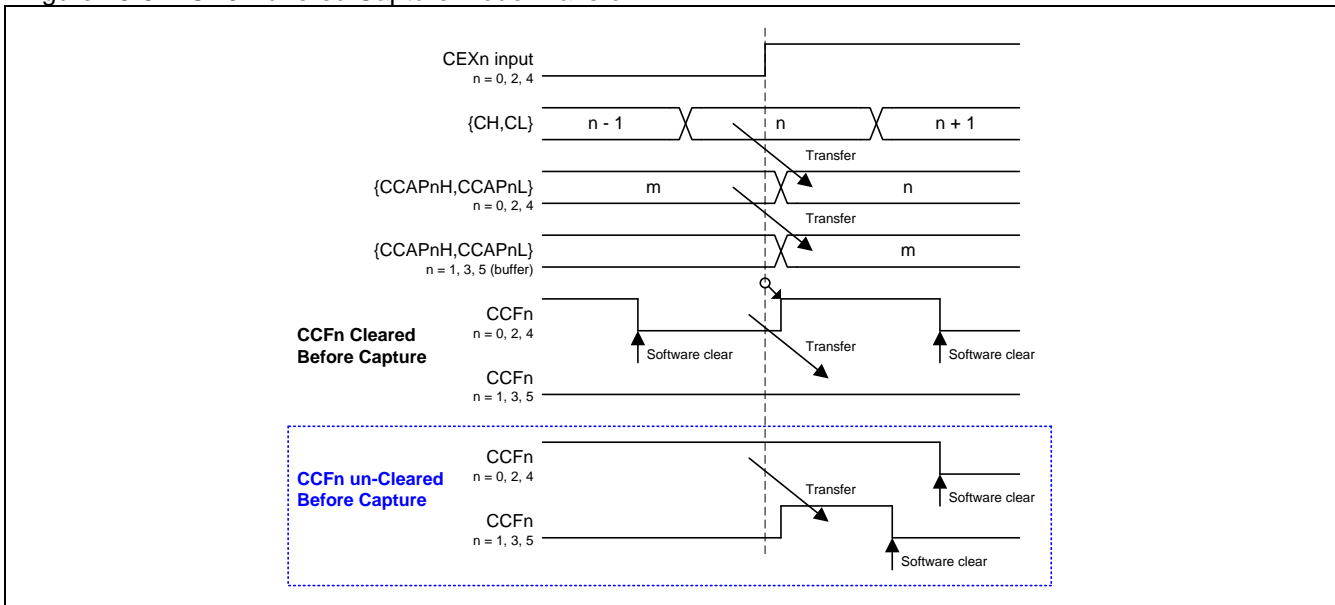 CEXn input
n = 0, 2, 4
{CH,CL}
n - 1
n
n + 1
Transfer
{CCAPnH,CCAPnL}
n = 0, 2, 4
m
n
Transfer
{CCAPnH,CCAPnL}
n = 1, 3, 5 (buffer)
m
CCFn Cleared
Before Capture
CCFn
n = 0, 2, 4
Software clear
Transfer
Software clear
CCFn
n = 1, 3, 5
CCFn un-Cleared
Before Capture
CCFn
n = 0, 2, 4
Transfer
Software clear
CCFn
n = 1, 3, 5
Software clear